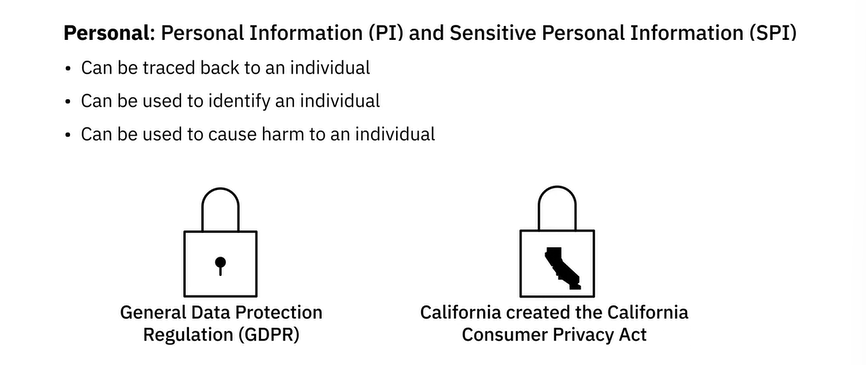 Personal: Personal Information (PI) and Sensitive Personal Information (SPI)
• Can be traced back to an individual
• Can be used to identify an individual
• Can be used to cause harm to an individual
General Data Protection
Regulation (GDPR)
California created the California
Consumer Privacy Act